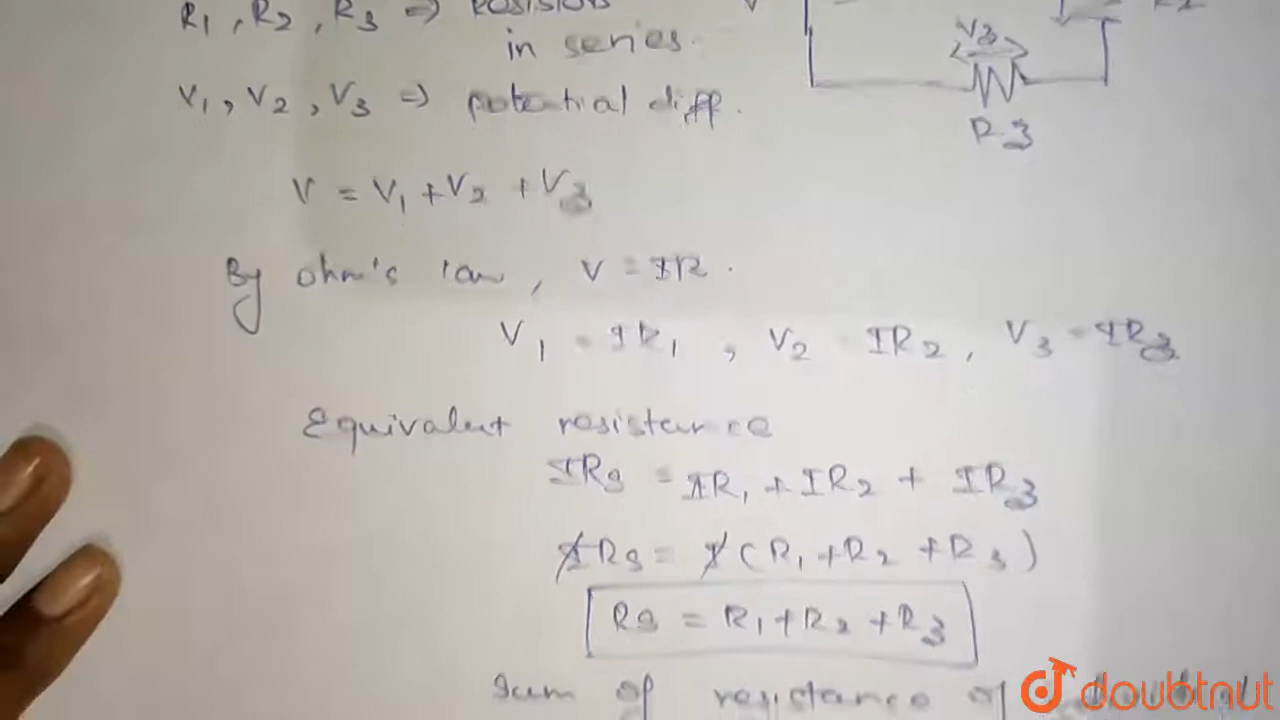 R1, R2, R3 => resistors
in series.
V
V3
R3
V1, V2, V3 => potential diff.
V = V1 + V2 + V3
By ohm's law, V = IR.
V1 = IR1, V2 = IR2, V3 = IR3
Equivalent resistance
IRs = IR1 + IR2 + IR3
IRs = I(R1 + R2 + R3)
Rs = R1 + R2 + R3
Sum of resistance of
doubtnut